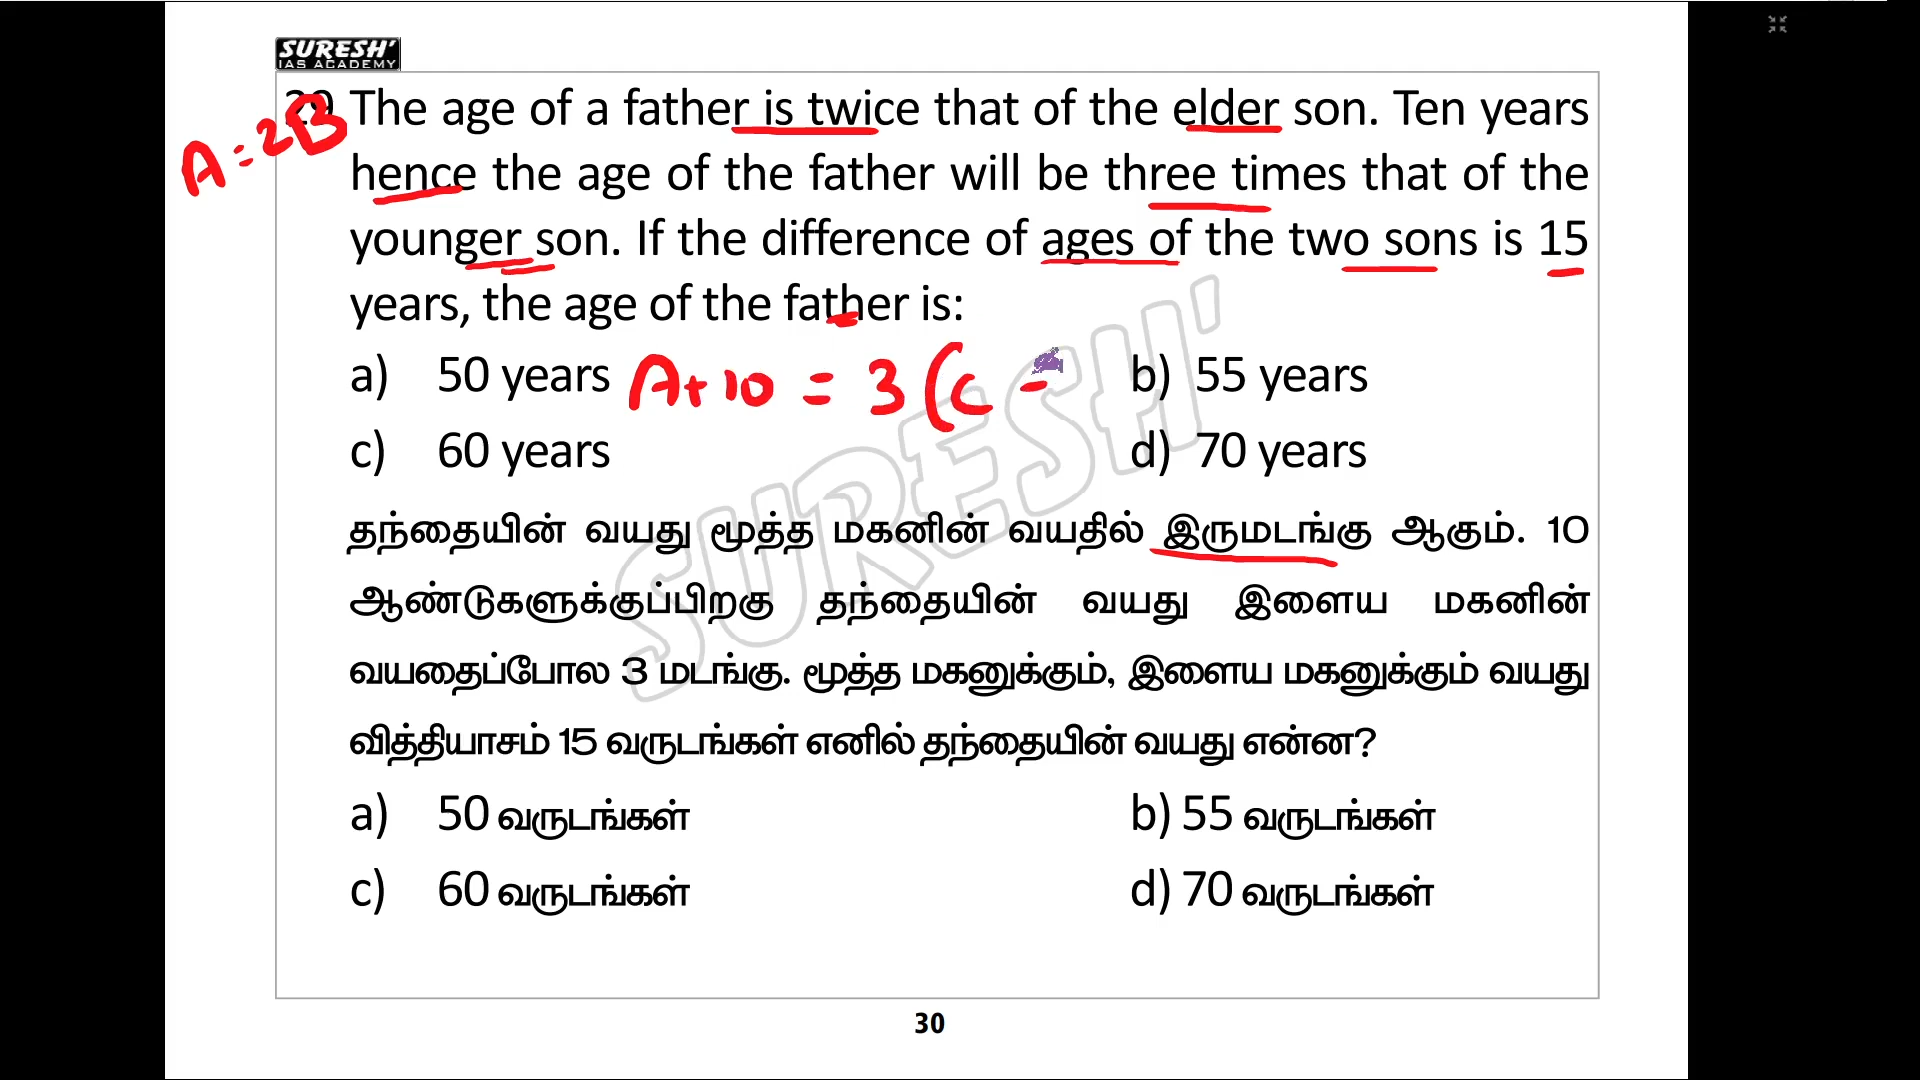 SURESH'
IAS ACADEMY
29 The age of a father is twice that of the elder son. Ten years
hence the age of the father will be three times that of the
younger son. If the difference of ages of the two sons is 15
years, the age of the father is:
A = 2B
a) 50 years b) 55 years
A+ 10 = 3 (C -
c) 60 years d) 70 years
SURESH'
தந்தையின் வயது மூத்த மகனின் வயதில் இருமடங்கு ஆகும். 10
ஆண்டுகளுக்குப்பிறகு தந்தையின் வயது இளைய மகனின்
வயதைப்போல 3 மடங்கு. மூத்த மகனுக்கும், இளைய மகனுக்கும் வயது
வித்தியாசம் 15 வருடங்கள் எனில் தந்தையின் வயது என்ன?
a) 50 வருடங்கள் b) 55 வருடங்கள்
c) 60 வருடங்கள் d) 70 வருடங்கள்
30